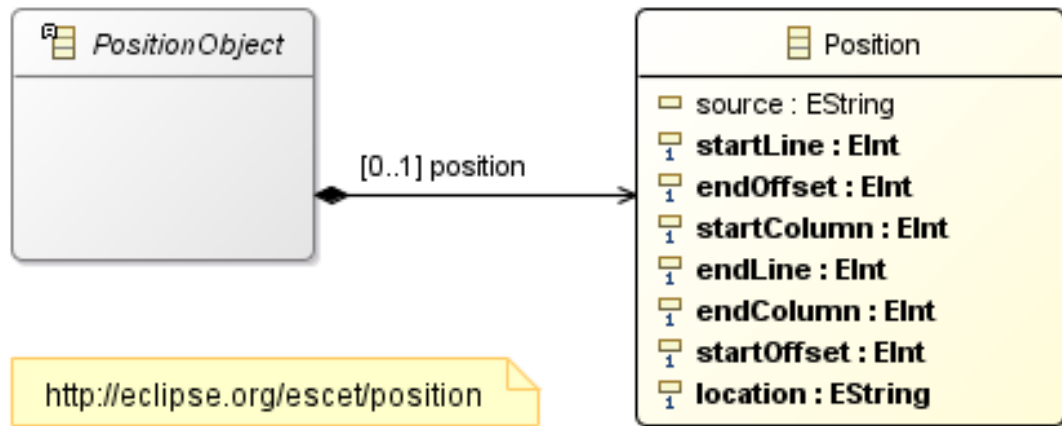 PositionObject
Position
source : EString
startLine : EInt
endOffset : EInt
startColumn : EInt
endLine : EInt
endColumn : EInt
startOffset : EInt
location : EString
[0..1] position
http://eclipse.org/escet/position